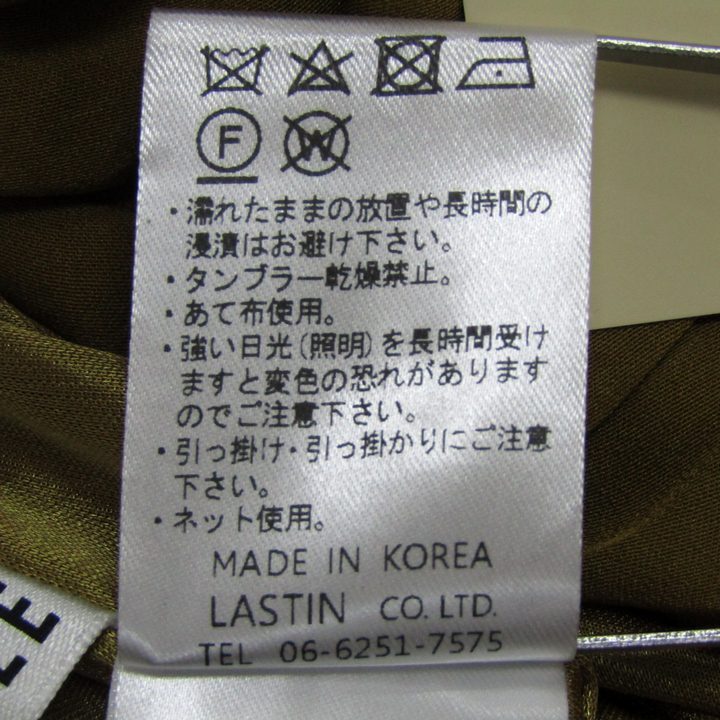 F W
・濡れたままの放置や長時間の
浸漬はお避け下さい。
・タンブラー乾燥禁止。
・あて布使用。
・強い日光(照明)を長時間受け
ますと変色の恐れがあります
のでご注意下さい。
・引っ掛け・引っ掛かりにご注意
下さい。
・ネット使用。
MADE IN KOREA
LASTIN CO. LTD.
TEL 06-6251-7575